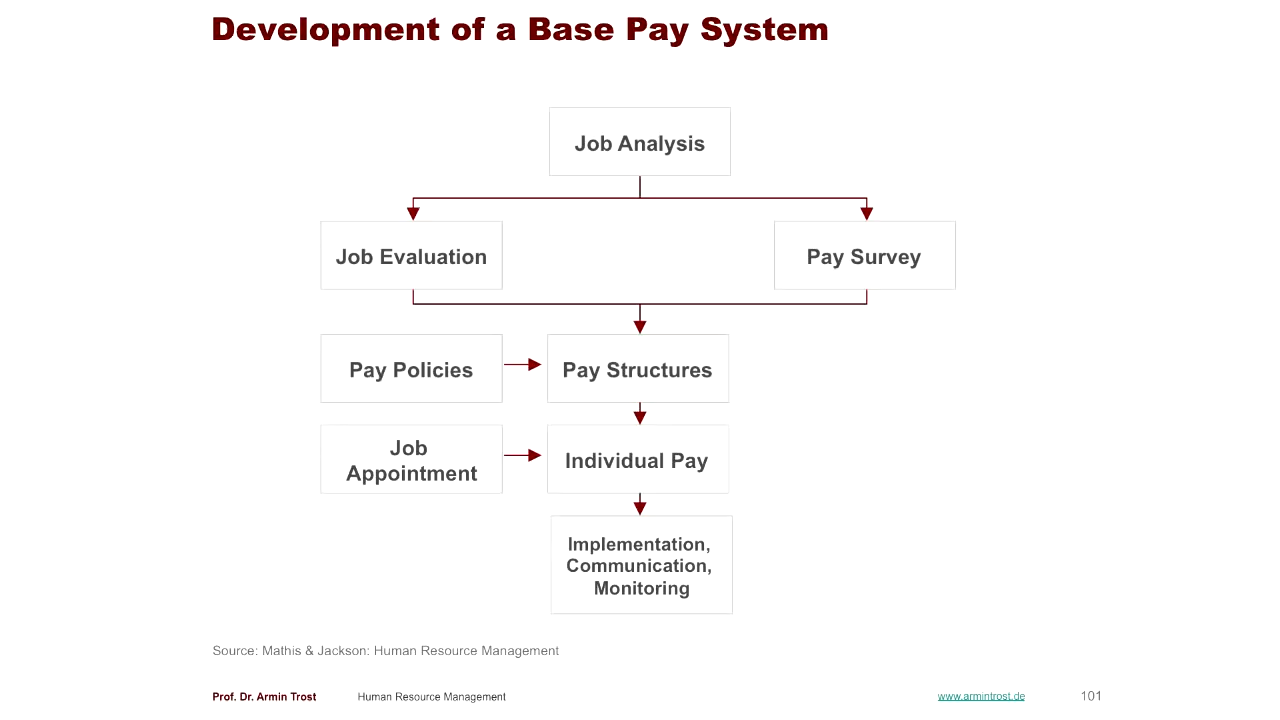 Development of a Base Pay System
Job Analysis
Job Evaluation
Pay Survey
Pay Policies
Pay Structures
Job
Appointment
Individual Pay
Implementation,
Communication,
Monitoring
Source: Mathis & Jackson: Human Resource Management
Prof. Dr. Armin Trost
Human Resource Management
www.armintrost.de
101